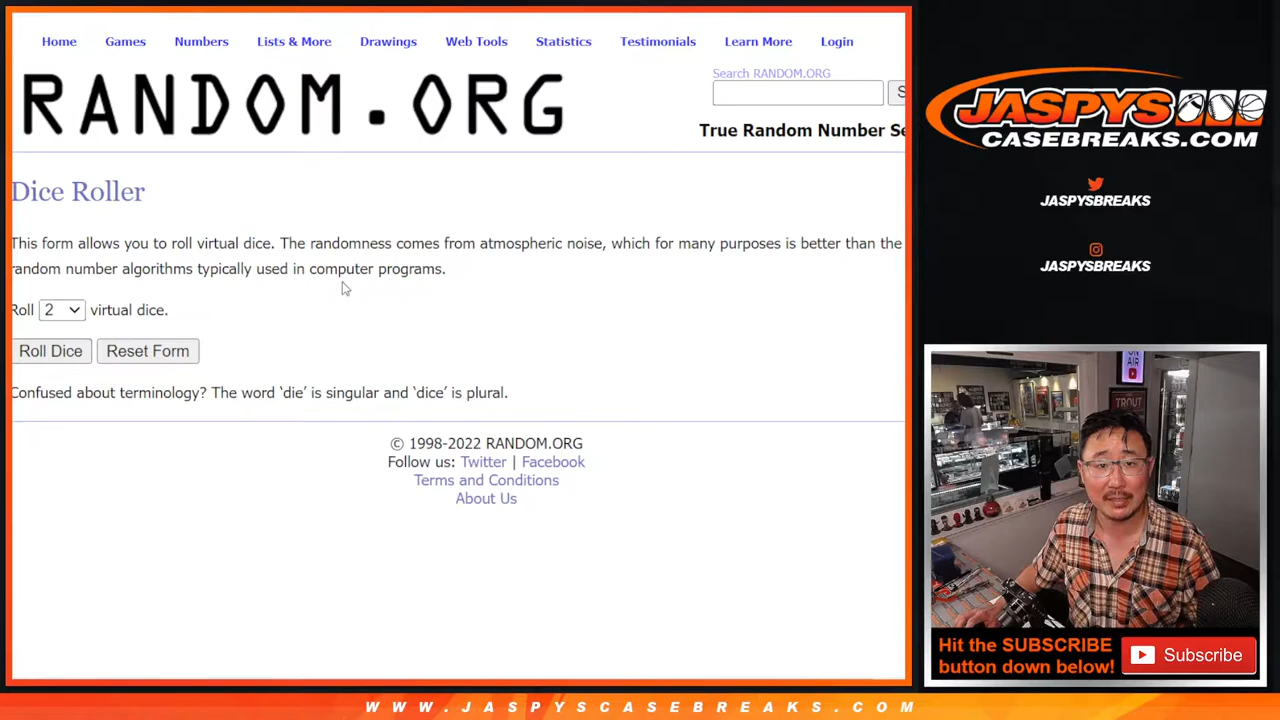 Home Games Numbers Lists & More Drawings Web Tools Statistics Testimonials Learn More Login
RANDOM.ORG
Search RANDOM.ORG
S
True Random Number Se
Dice Roller
This form allows you to roll virtual dice. The randomness comes from atmospheric noise, which for many purposes is better than the
random number algorithms typically used in computer programs.
Roll 2 virtual dice.
Roll Dice Reset Form
Confused about terminology? The word ‘die’ is singular and ‘dice’ is plural.
© 1998-2022 RANDOM.ORG
Follow us: Twitter | Facebook
Terms and Conditions
About Us
JASPYS
CASEBREAKS.COM
JASPYSBREAKS
JASPYSBREAKS
ON
AIR
TROUT
Hit the SUBSCRIBE
button down below!
Subscribe
WWW.JASPYSCASEBREAKS.COM